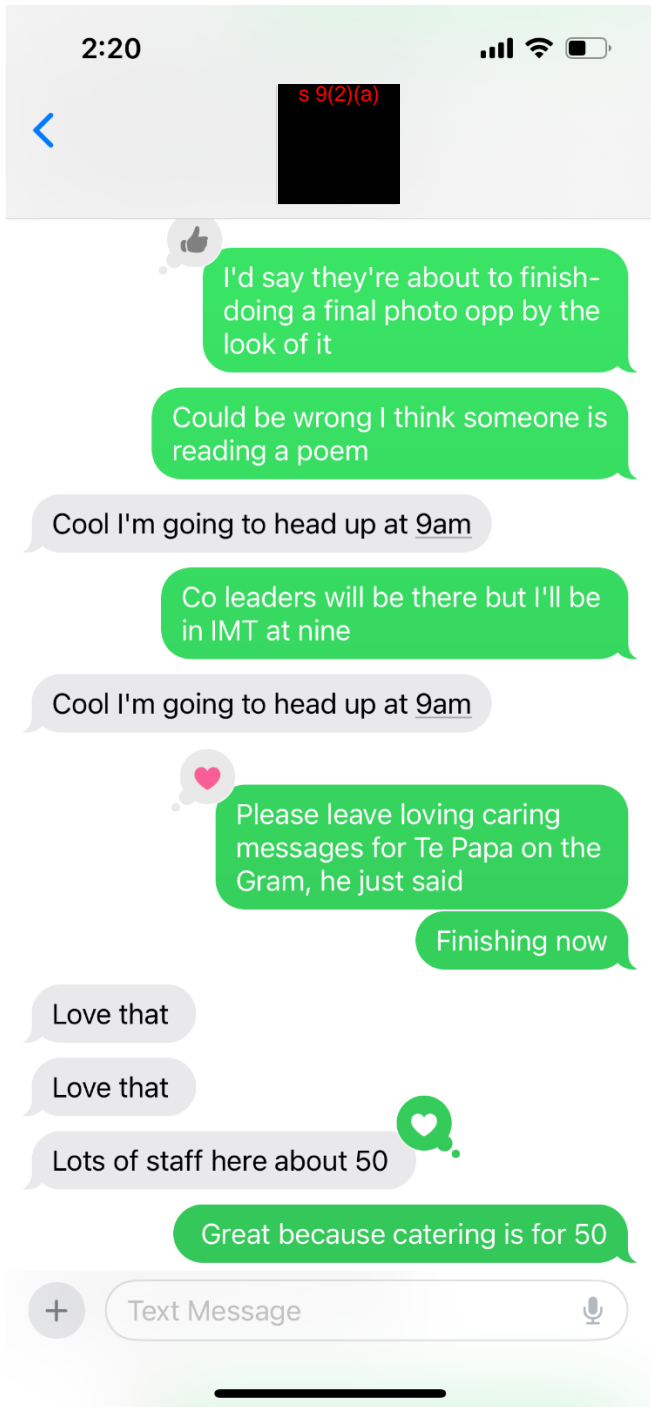 2:20
s 9(2)(a)
I'd say they're about to finish-
doing a final photo opp by the
look of it
Could be wrong I think someone is
reading a poem
Cool I'm going to head up at 9am
Co leaders will be there but I'll be
in IMT at nine
Cool I'm going to head up at 9am
Please leave loving caring
messages for Te Papa on the
Gram, he just said
Finishing now
Love that
Love that
Lots of staff here about 50
Great because catering is for 50
Text Message